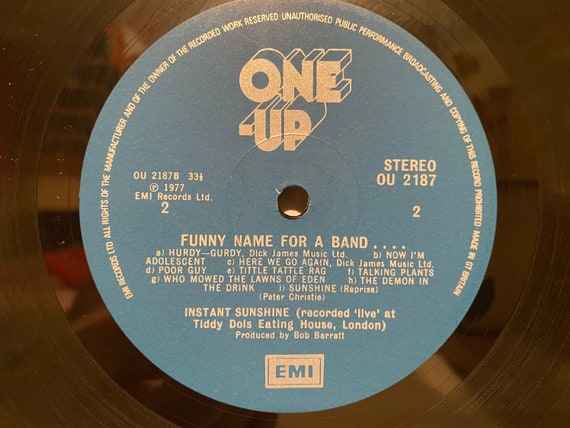 EMI RECORDS LTD ALL RIGHTS OF THE MANUFACTURER AND OF THE OWNER OF THE RECORDED WORK RESERVED UNAUTHORISED PUBLIC PERFORMANCE BROADCASTING AND COPYING OF THIS RECORD PROHIBITED MADE IN GT BRITAIN
ONE
-UP
OU 2187B 33⅓
℗ 1977
EMI Records Ltd.
2
STEREO
OU 2187
2
FUNNY NAME FOR A BAND . . . .
a) HURDY—GURDY, Dick James Music Ltd. b) NOW I'M
ADOLESCENT c) HERE WE GO AGAIN, Dick James Music Ltd.
d) POOR GUY e) TITTLE TATTLE RAG f) TALKING PLANTS
g) WHO MOWED THE LAWNS OF EDEN h) THE DEMON IN
THE DRINK i) SUNSHINE (Reprise)
(Peter Christie)
INSTANT SUNSHINE (recorded 'live' at
Tiddy Dols Eating House, London)
Produced by Bob Barratt
EMI